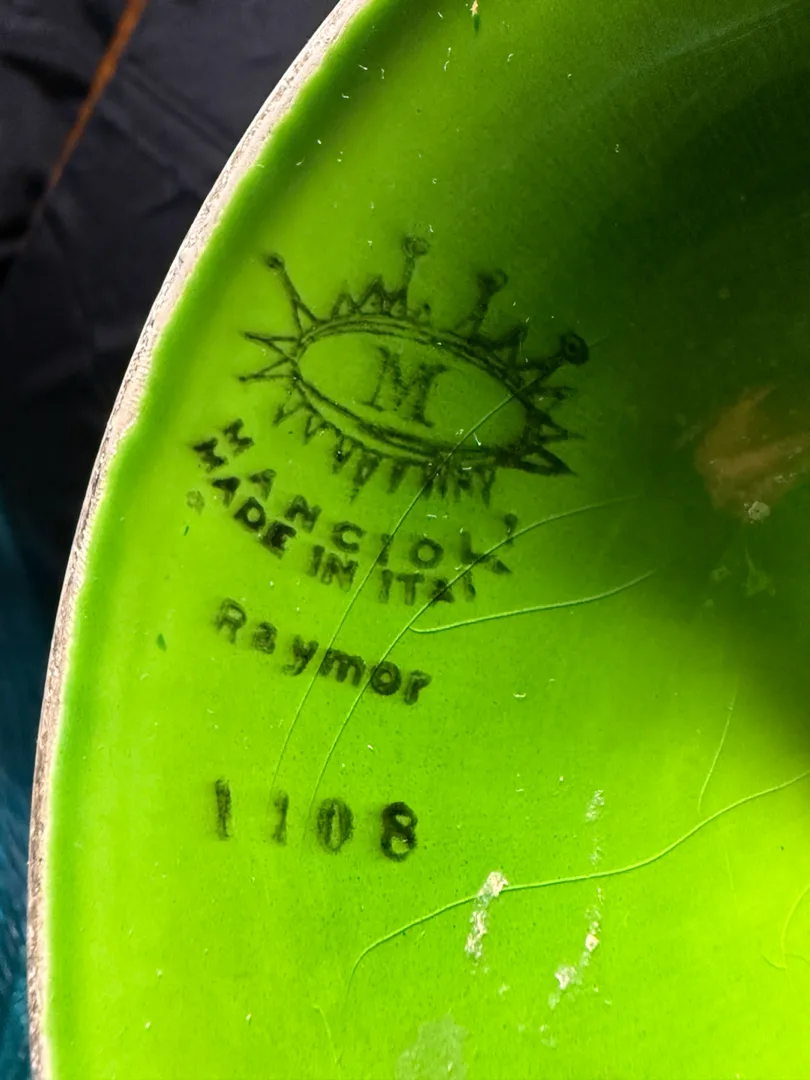 M
MANCIOLI
MADE IN ITALY
Raymor
1108